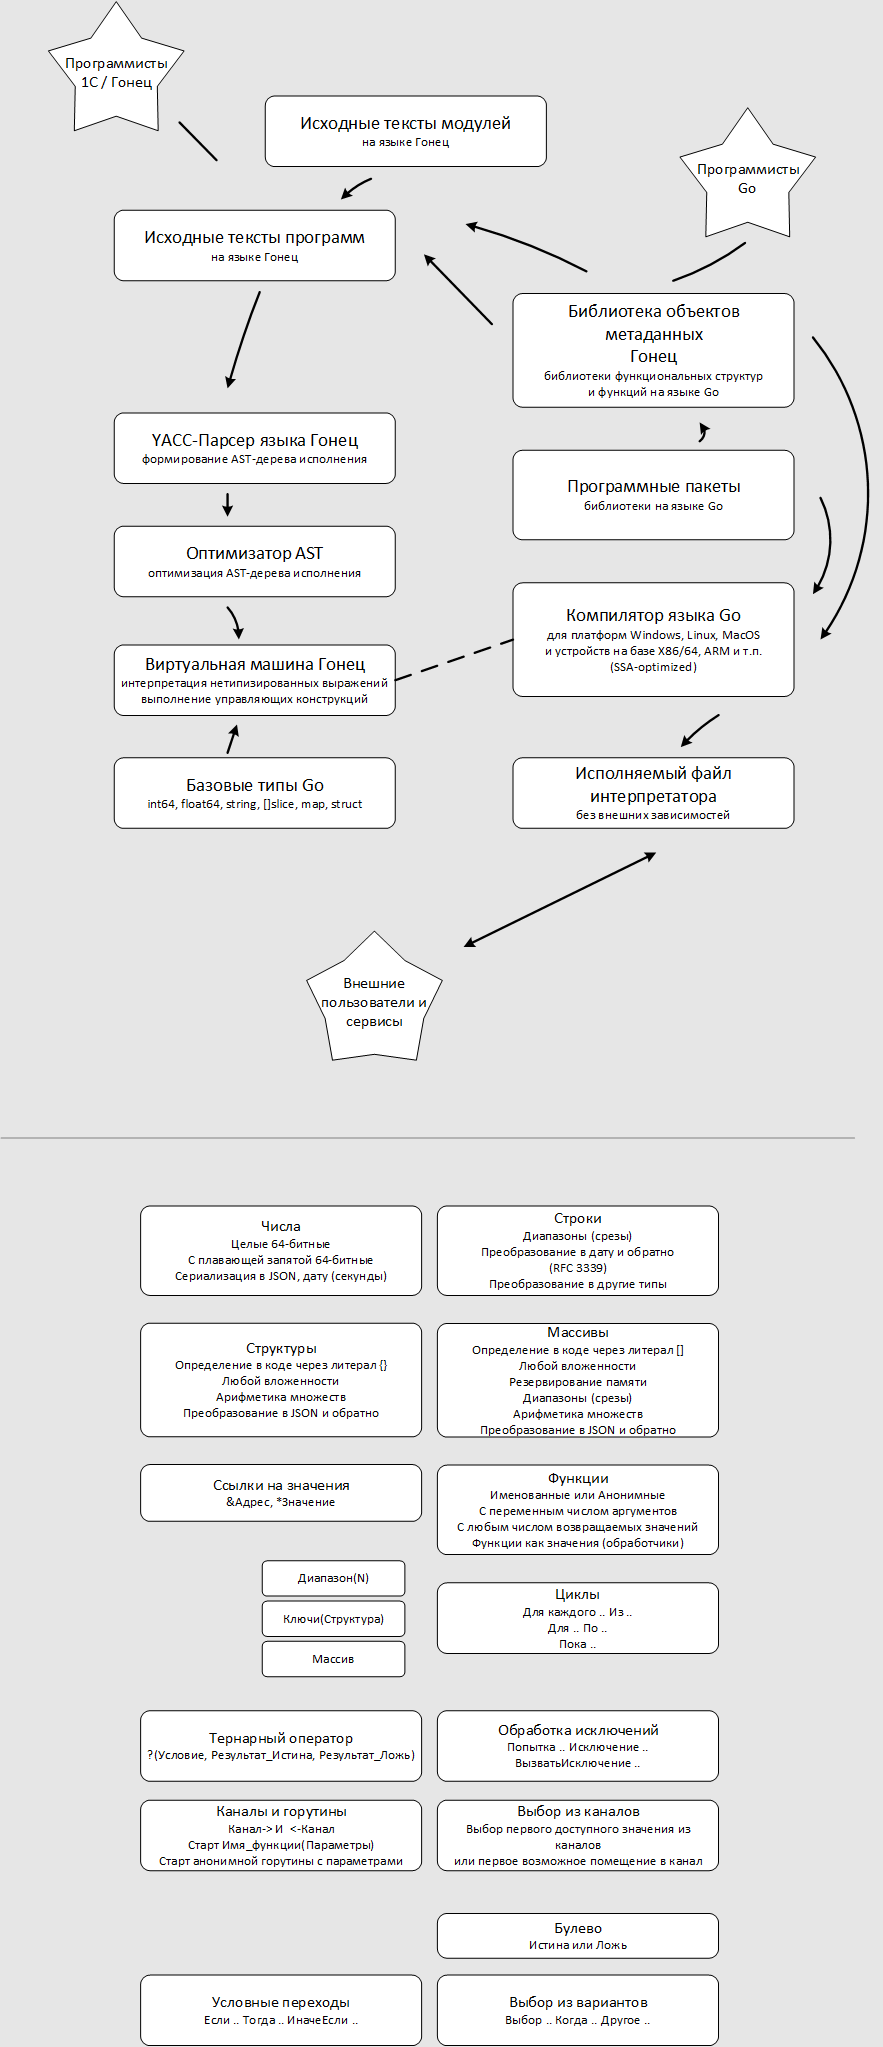 Программисты
1С / Гонец
Исходные тексты модулей
на языке Гонец
Программисты
Go
Исходные тексты программ
на языке Гонец
Библиотека объектов
метаданных
Гонец
библиотеки функциональных структур
и функций на языке Go
YACC-Парсер языка Гонец
формирование AST-дерева исполнения
Программные пакеты
библиотеки на языке Go
Оптимизатор AST
оптимизация AST-дерева исполнения
Компилятор языка Go
для платформ Windows, Linux, MacOS
и устройств на базе X86/64, ARM и т.п.
(SSA-optimized)
Виртуальная машина Гонец
интерпретация нетипизированных выражений
выполнение управляющих конструкций
Базовые типы Go
int64, float64, string, []slice, map, struct
Исполняемый файл
интерпретатора
без внешних зависимостей
Внешние
пользователи и
сервисы
Числа
Целые 64-битные
С плавающей запятой 64-битные
Сериализация в JSON, дату (секунды)
Строки
Диапазоны (срезы)
Преобразование в дату и обратно
(RFC 3339)
Преобразование в другие типы
Структуры
Определение в коде через литерал {}
Любой вложенности
Арифметика множеств
Преобразование в JSON и обратно
Массивы
Определение в коде через литерал []
Любой вложенности
Резервирование памяти
Диапазоны (срезы)
Арифметика множеств
Преобразование в JSON и обратно
Ссылки на значения
&Адрес, *Значение
Функции
Именованные или Анонимные
С переменным числом аргументов
С любым числом возвращаемых значений
Функции как значения (обработчики)
Диапазон(N)
Ключи(Структура)
Массив
Циклы
Для каждого .. Из ..
Для .. По ..
Пока ..
Тернарный оператор
?(Условие, Результат_Истина, Результат_Ложь)
Обработка исключений
Попытка .. Исключение ..
ВызватьИсключение ..
Каналы и горутины
Канал-> И <-Канал
Старт Имя_функции(Параметры)
Старт анонимной горутины с параметрами
Выбор из каналов
Выбор первого доступного значения из
каналов
или первое возможное помещение в канал
Булево
Истина или Ложь
Условные переходы
Если .. Тогда .. ИначеЕсли ..
Выбор из вариантов
Выбор .. Когда .. Другое ..